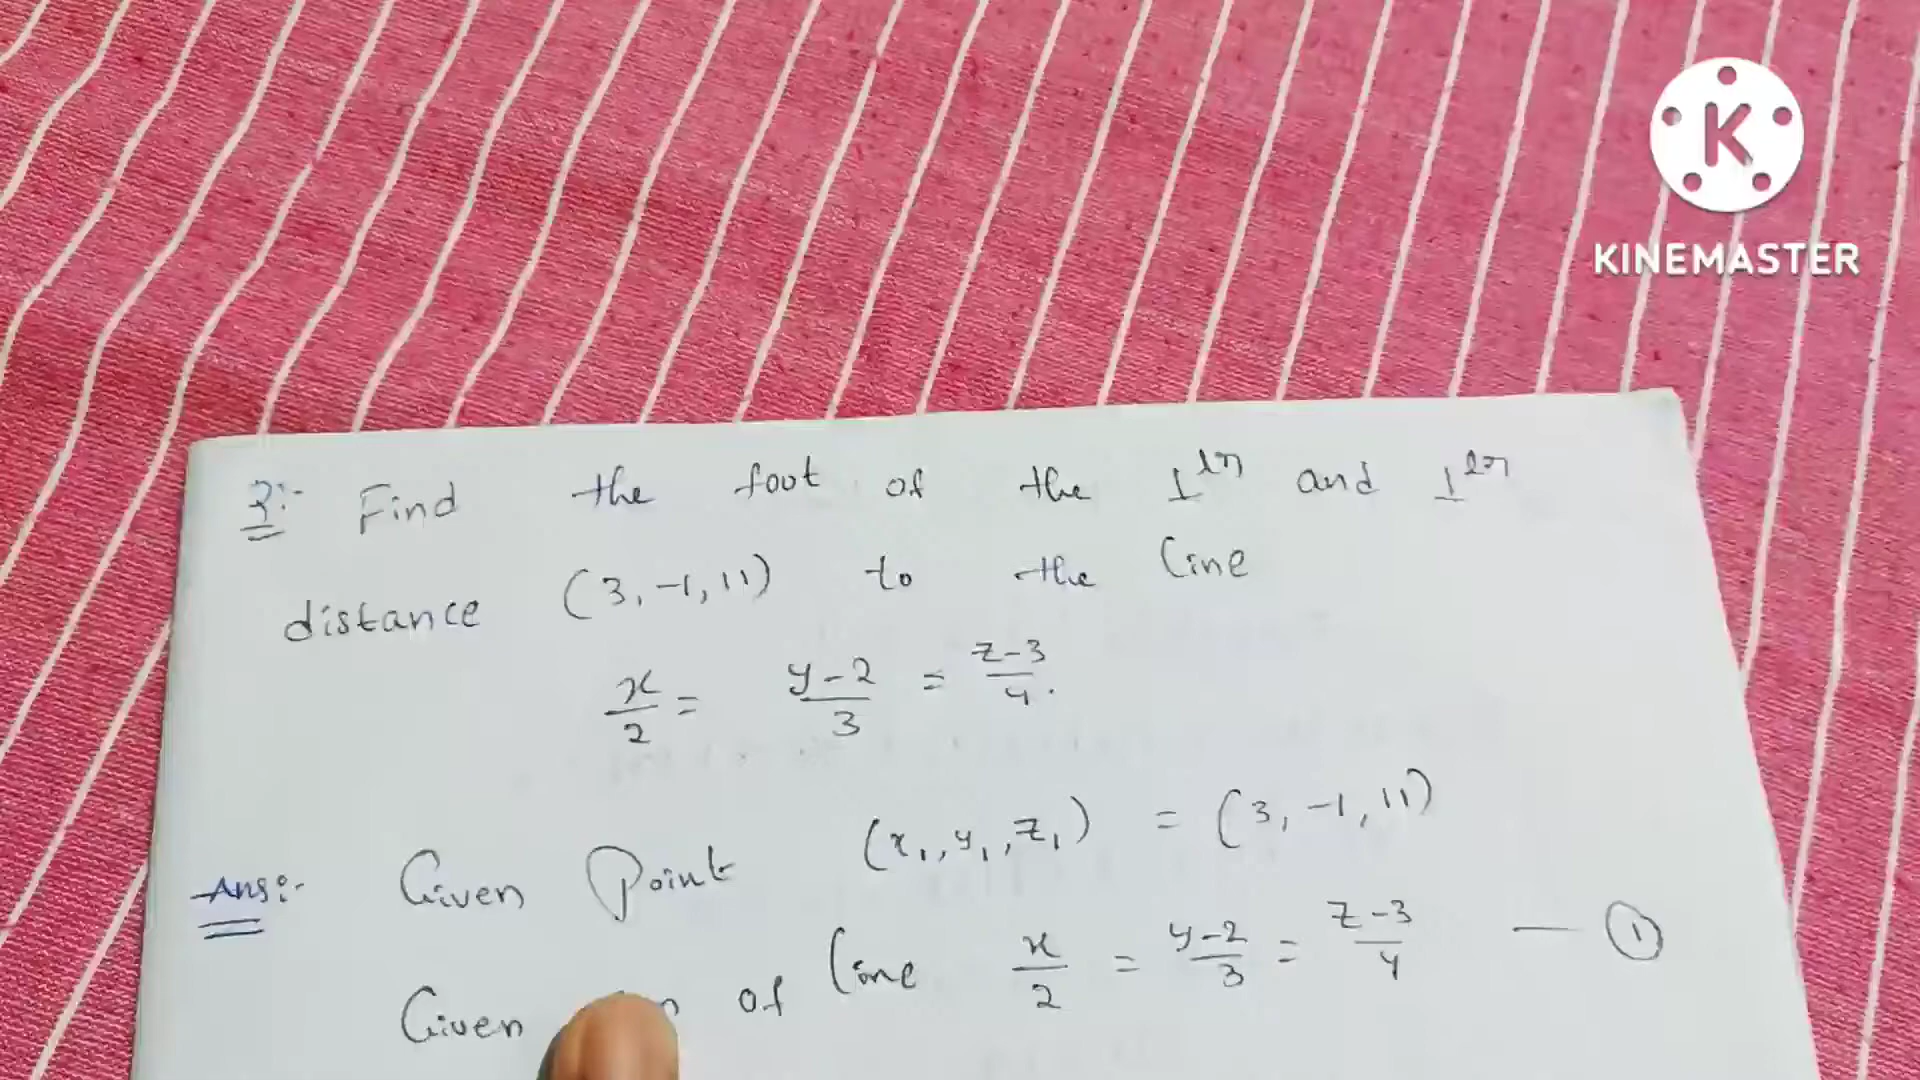 K
KINEMASTER
Q:- Find the foot of the ⊥lr and ⊥lr
distance (3, -1, 11) to the line
x/2 = y-2/3 = z-3/4.
Ans:- Given Point (x₁, y₁, z₁) = (3, -1, 11)
Given of line x/2 = y-2/3 = z-3/4 — ①